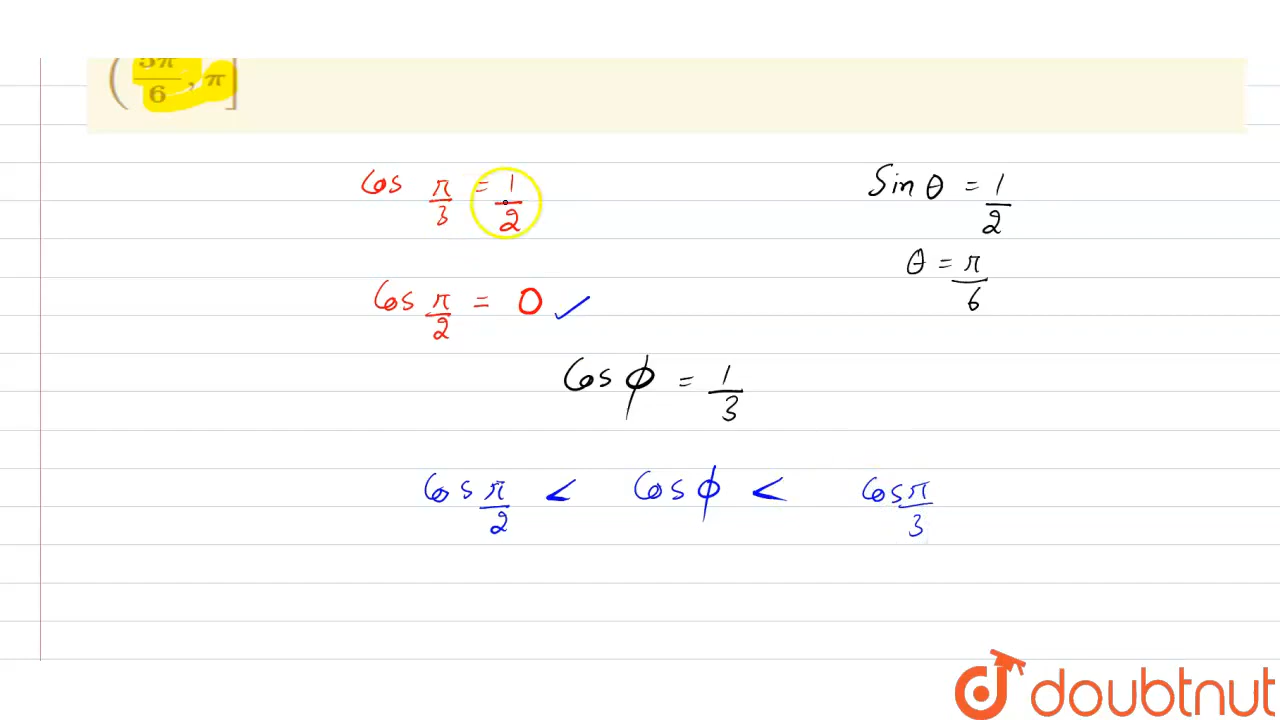 (5π/6, π]
Cos π/3 = 1/2
Sin θ = 1/2
θ = π/6
Cos π/2 = 0 ✓
Cos ϕ = 1/3
Cos π/2 < Cos ϕ < Cos π/3
doubtnut